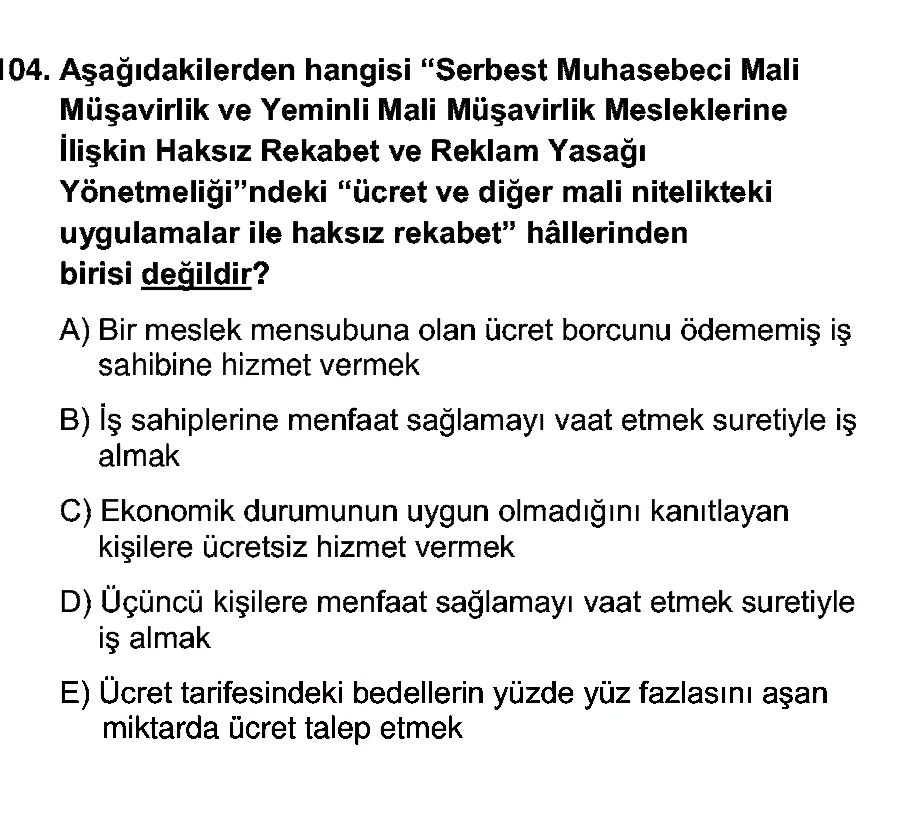 104. Aşağıdakilerden hangisi “Serbest Muhasebeci Mali
Müşavirlik ve Yeminli Mali Müşavirlik Mesleklerine
İlişkin Haksız Rekabet ve Reklam Yasağı
Yönetmeliği”ndeki “ücret ve diğer mali nitelikteki
uygulamalar ile haksız rekabet” hâllerinden
birisi değildir?
A) Bir meslek mensubuna olan ücret borcunu ödememiş iş
sahibine hizmet vermek
B) İş sahiplerine menfaat sağlamayı vaat etmek suretiyle iş
almak
C) Ekonomik durumunun uygun olmadığını kanıtlayan
kişilere ücretsiz hizmet vermek
D) Üçüncü kişilere menfaat sağlamayı vaat etmek suretiyle
iş almak
E) Ücret tarifesindeki bedellerin yüzde yüz fazlasını aşan
miktarda ücret talep etmek